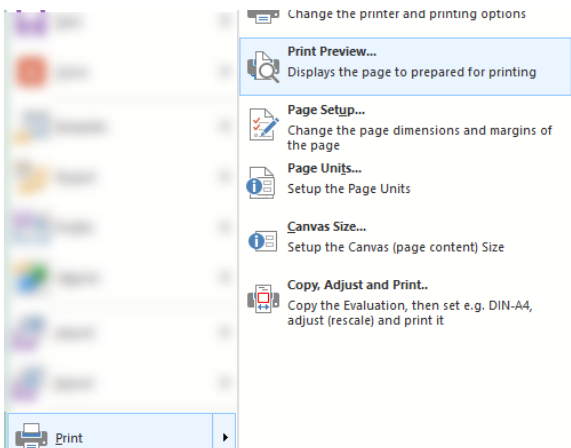 Change the printer and printing options
Print Preview...
Displays the page to prepared for printing
Page Setup...
Change the page dimensions and margins of
the page
Page Units...
Setup the Page Units
Canvas Size...
Setup the Canvas (page content) Size
Copy, Adjust and Print..
Copy the Evaluation, then set e.g. DIN-A4,
adjust (rescale) and print it
Print